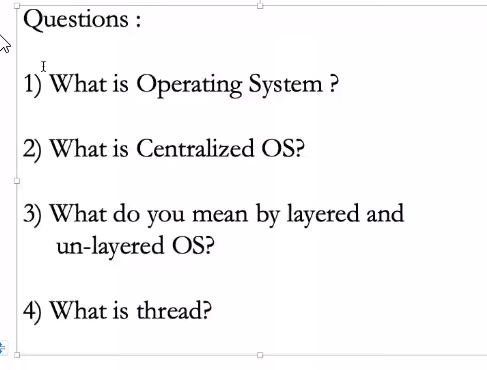 Questions :
1) What is Operating System ?
2) What is Centralized OS?
3) What do you mean by layered and
un-layered OS?
4) What is thread?